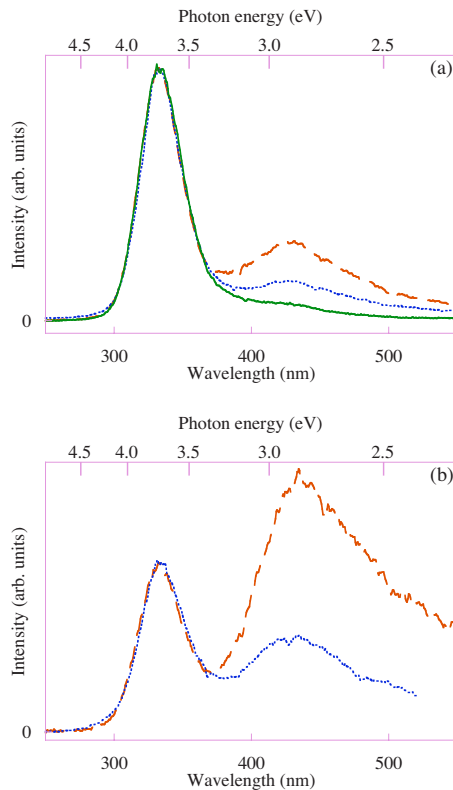 Photon energy (eV)
4.5 4.0 3.5 3.0 2.5
(a)
Intensity (arb. units)
0
300 400 500
Wavelength (nm)
Photon energy (eV)
4.5 4.0 3.5 3.0 2.5
(b)
Intensity (arb. units)
0
300 400 500
Wavelength (nm)